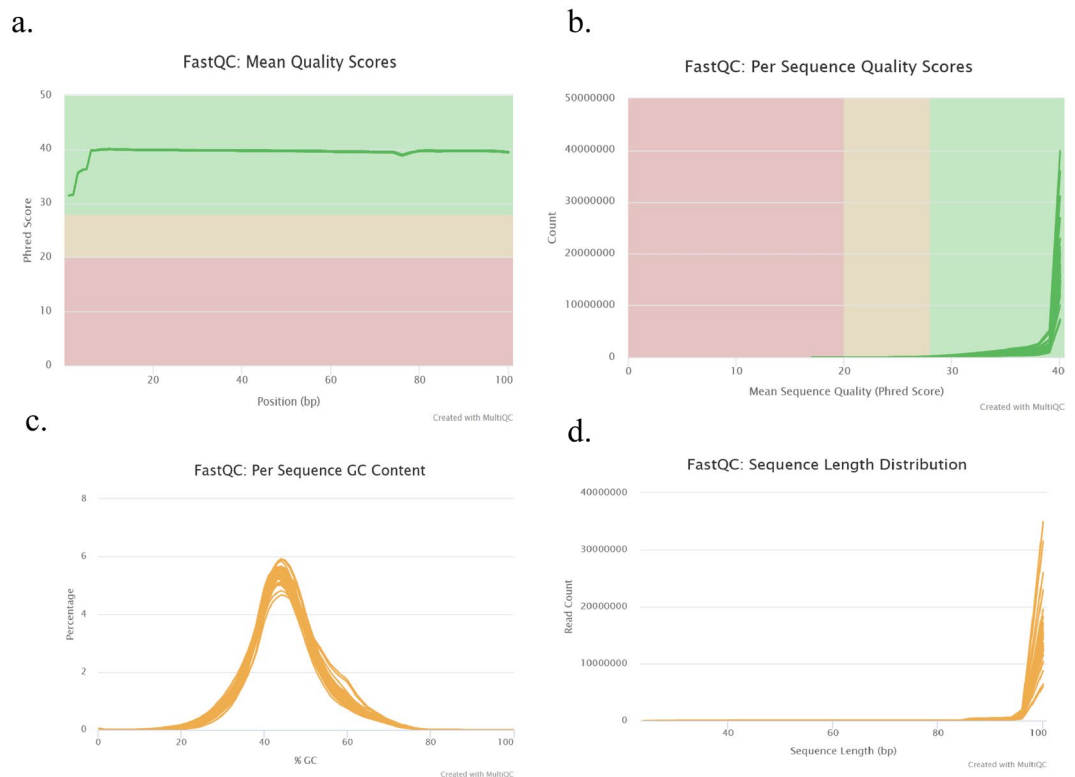 a.
FastQC: Mean Quality Scores
50
40
30
20
10
0
Phred Score
20
40
60
80
100
Position (bp)
Created with MultiQC
b.
FastQC: Per Sequence Quality Scores
50000000
40000000
30000000
20000000
10000000
0
Count
0
10
20
30
40
Mean Sequence Quality (Phred Score)
Created with MultiQC
c.
FastQC: Per Sequence GC Content
8
6
4
2
0
Percentage
0
20
40
60
80
100
% GC
Created with MultiQC
d.
FastQC: Sequence Length Distribution
40000000
30000000
20000000
10000000
0
Read Count
40
60
80
100
Sequence Length (bp)
Created with MultiQC